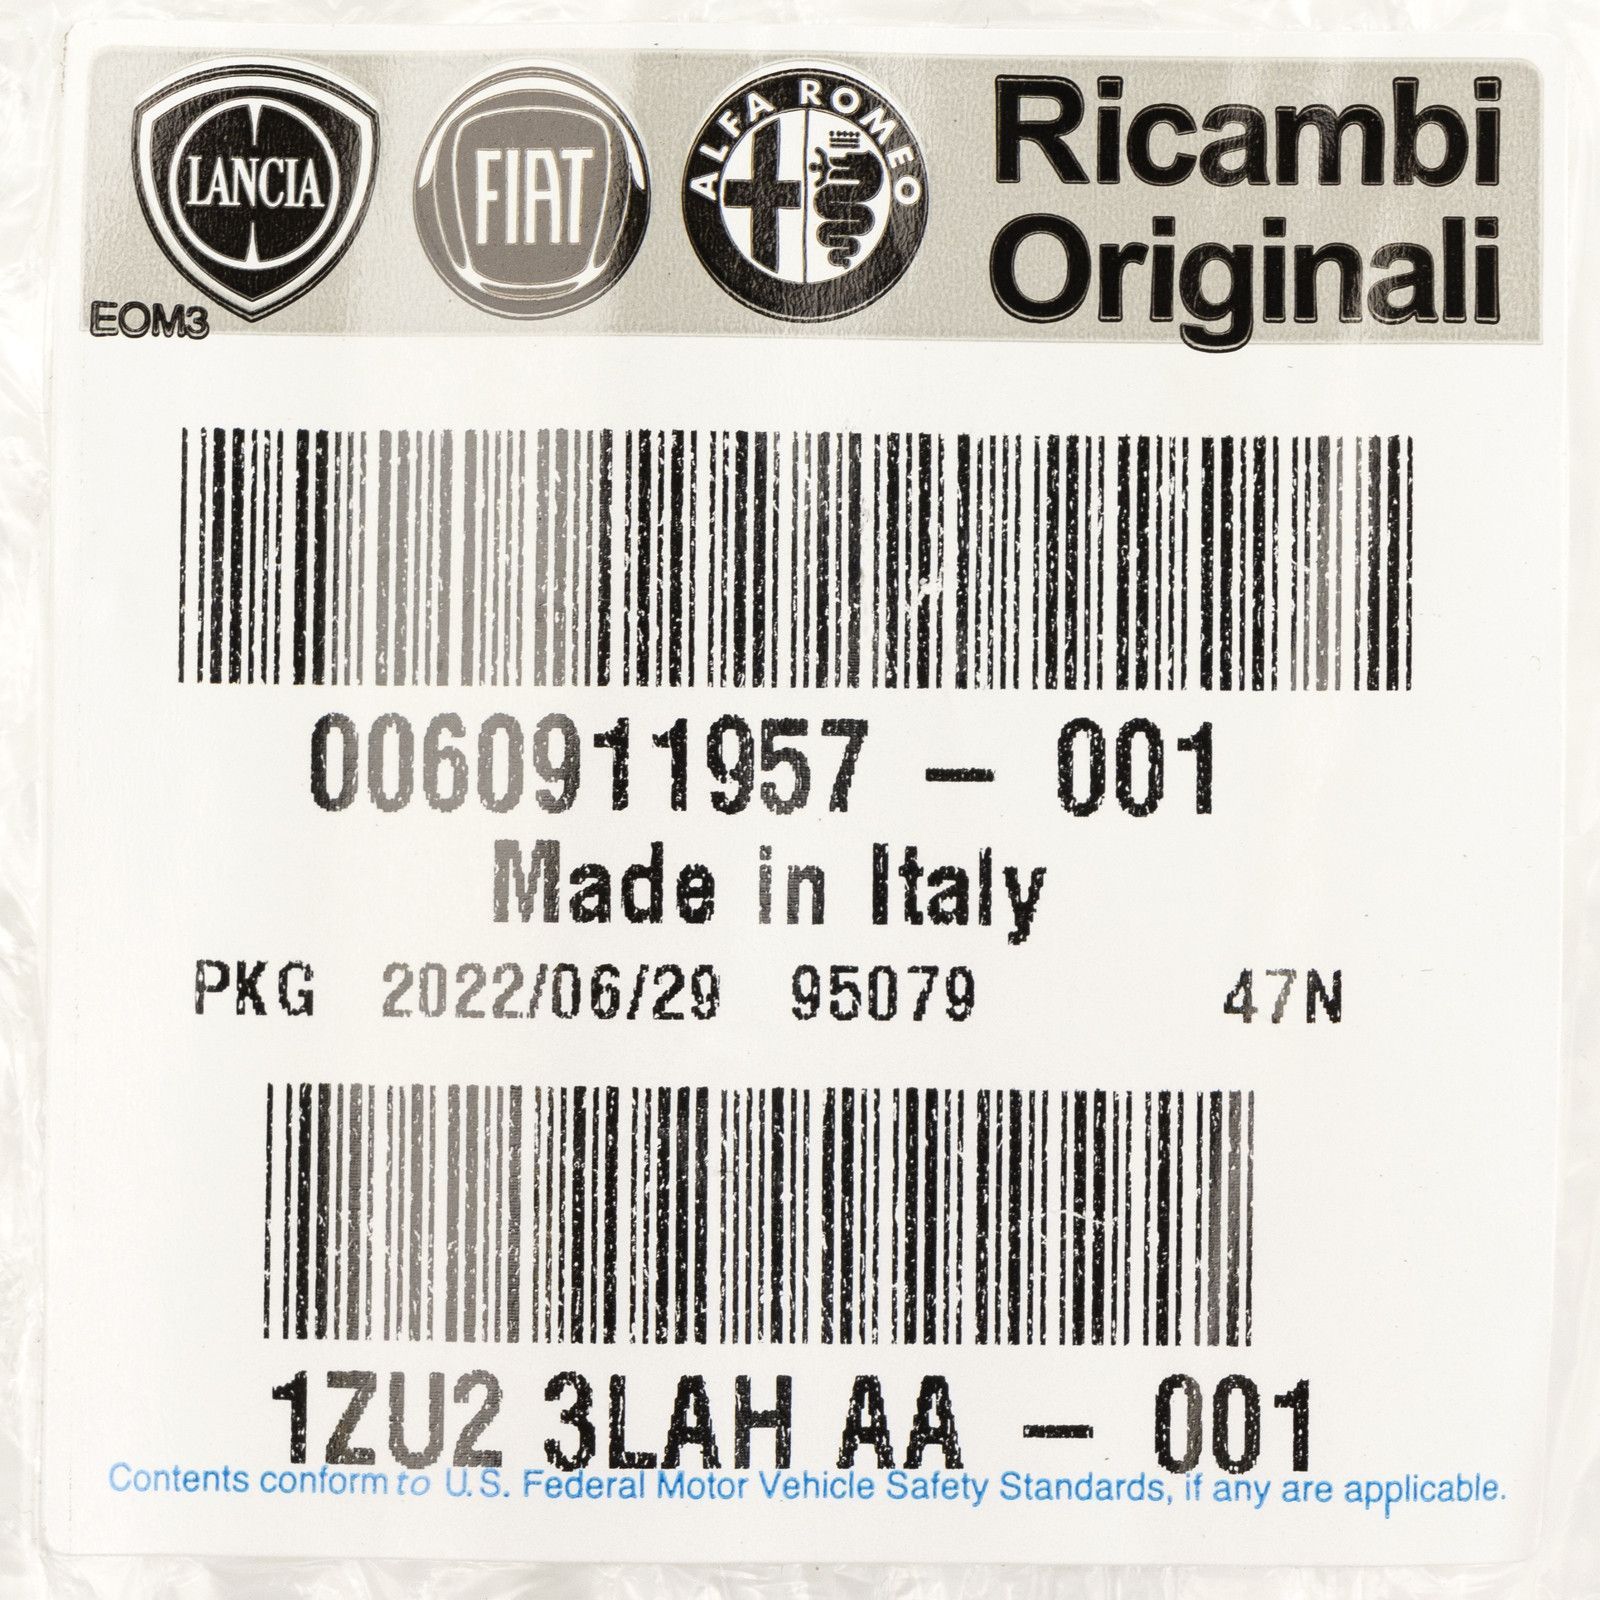 LANCIA
FIAT
ALFA ROMEO
Ricambi
Originali
EOM3
0060911957 – 001
Made in Italy
PKG 2022/06/29 95079 47N
1ZU2 3LAH AA – 001
Contents conform to U.S. Federal Motor Vehicle Safety Standards, if any are applicable.